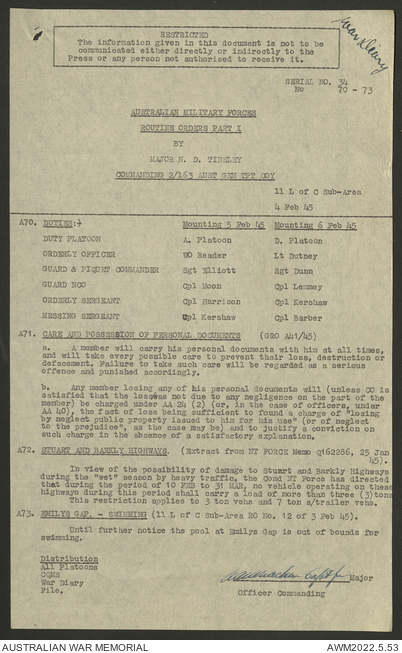 War Diary
RESTRICTED
The information given in this document is not to be
communicated either directly or indirectly to the
Press or any person not authorised to receive it.
SERIAL NO. 34
No 70 - 73
AUSTRALIAN MILITARY FORCES
ROUTINE ORDERS PART I
BY
MAJOR N. D. TINSLEY
COMMANDING 2/163 AUST GEN TPT COY
11 L of C Sub-Area
4 Feb 45
A70. DUTIES:- Mounting 5 Feb 45 Mounting 6 Feb 45
DUTY PLATOON A. Platoon D. Platoon
ORDERLY OFFICER WO Reader Lt Dutney
GUARD & PIQUET COMMANDER Sgt Elliott Sgt Dunn
GUARD NCO Cpl Moon Cpl Lemmey
ORDERLY SERGEANT Cpl Harrison Cpl Kershaw
MESSING SERGEANT Cpl Kershaw Cpl Barber
A71. CARE AND POSSESSION OF PERSONAL DOCUMENTS (GRO A41/45)
a. A member will carry his personal documents with him at all times,
and will take every possible care to prevent their loss, destruction or
defacement. Failure to take such care will be regarded as a serious
offence and punished accordingly.
b. Any member losing any of his personal documents will (unless CO is
satisfied that the loss was not due to any negligence on the part of the
member) be charged under AA 24 (2) (or, in the case of officers, under
AA 40), the fact of loss being sufficient to found a charge of "losing
by neglect public property issued to him for his use" (or of neglect
to the prejudice", as the case may be) and to justify a conviction on
such charge in the absence of a satisfactory explanation.
A72. STUART AND BARKLY HIGHWAYS. (Extract from NT FORCE Memo Q162286, 25 Jan
45).
In view of the possibility of damage to Stuart and Barkly Highways
during the "wet" season by heavy traffic, the Comd NT Force has directed
that during the period of 10 FEB to 31 MAR, no vehicle operating on these
highways during this period shall carry a load of more than three (3)tons
This restriction applies to 3 ton vehs and 7 ton s/trailer vehs.
A73. EMILYS GAP. - SWIMMING (11 L of C Sub-Area RO No. 12 of 3 Feb 45).
Until further notice the pool at Emilys Gap is out of bounds for
swimming.
Distribution
All Platoons
CQMS
War Diary
File.
Capt for Major
Officer Commanding
AUSTRALIAN WAR MEMORIAL AWM2022.5.53